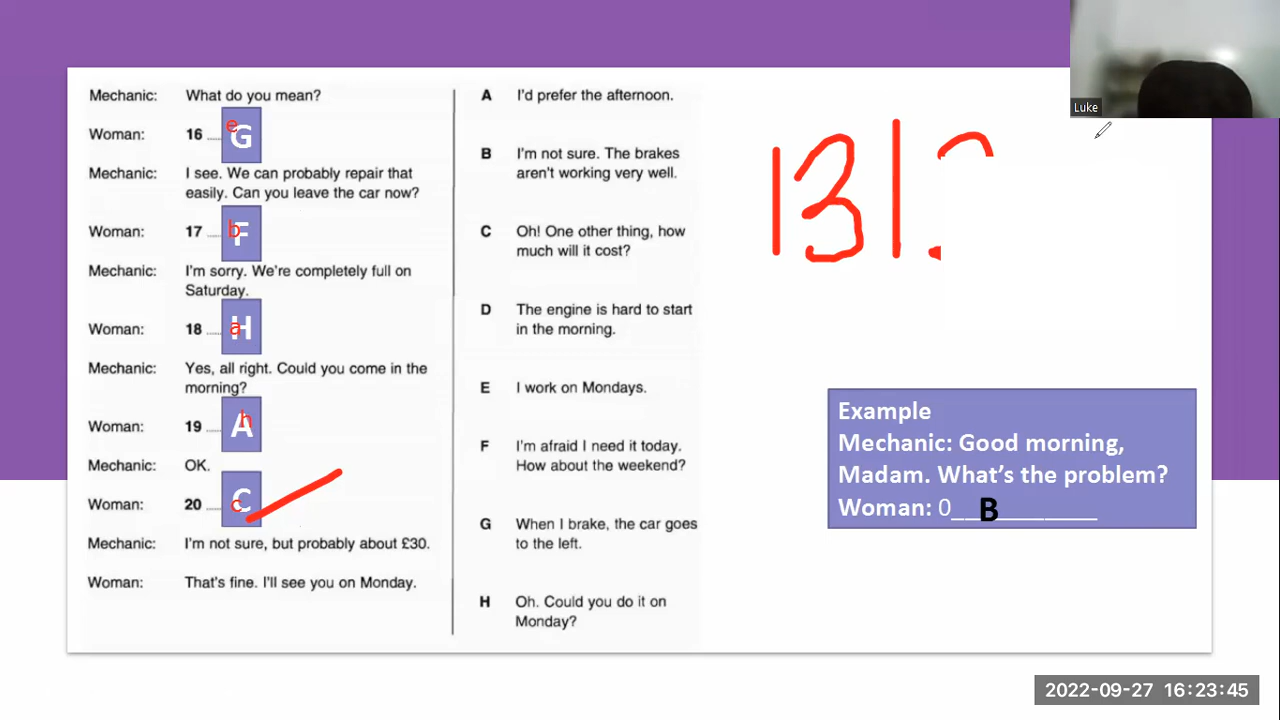 Mechanic: What do you mean?
Woman: 16 ..... e G
Mechanic: I see. We can probably repair that
easily. Can you leave the car now?
Woman: 17 ..... b F
Mechanic: I'm sorry. We're completely full on
Saturday.
Woman: 18 ..... a H
Mechanic: Yes, all right. Could you come in the
morning?
Woman: 19 ..... h A
Mechanic: OK.
Woman: 20 ..... c C
Mechanic: I'm not sure, but probably about £30.
Woman: That's fine. I'll see you on Monday.
A I'd prefer the afternoon.
B I'm not sure. The brakes
aren't working very well.
C Oh! One other thing, how
much will it cost?
D The engine is hard to start
in the morning.
E I work on Mondays.
F I'm afraid I need it today.
How about the weekend?
G When I brake, the car goes
to the left.
H Oh. Could you do it on
Monday?
131
Luke
Example
Mechanic: Good morning,
Madam. What's the problem?
Woman: 0__B________
2022-09-27 16:23:45